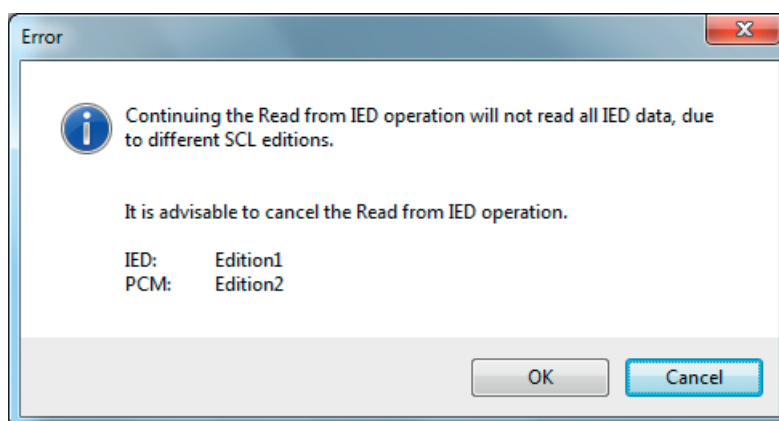 Error
Continuing the Read from IED operation will not read all IED data, due
to different SCL editions.
It is advisable to cancel the Read from IED operation.
IED: Edition1
PCM: Edition2
OK Cancel